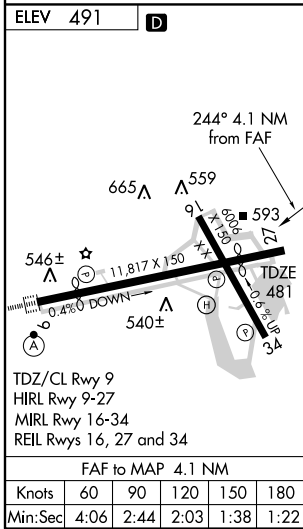 ELEV 491 D
244° 4.1 NM
from FAF
665
559
16
593
6009 X 150
27
546±
P
11,817 X 150
TDZE
481
0.4% DOWN
0.6% UP
540±
H
P
9
34
A
TDZ/CL Rwy 9
HIRL Rwy 9-27
MIRL Rwy 16-34
REIL Rwys 16, 27 and 34
FAF to MAP 4.1 NM
Knots 60 90 120 150 180
Min:Sec 4:06 2:44 2:03 1:38 1:22